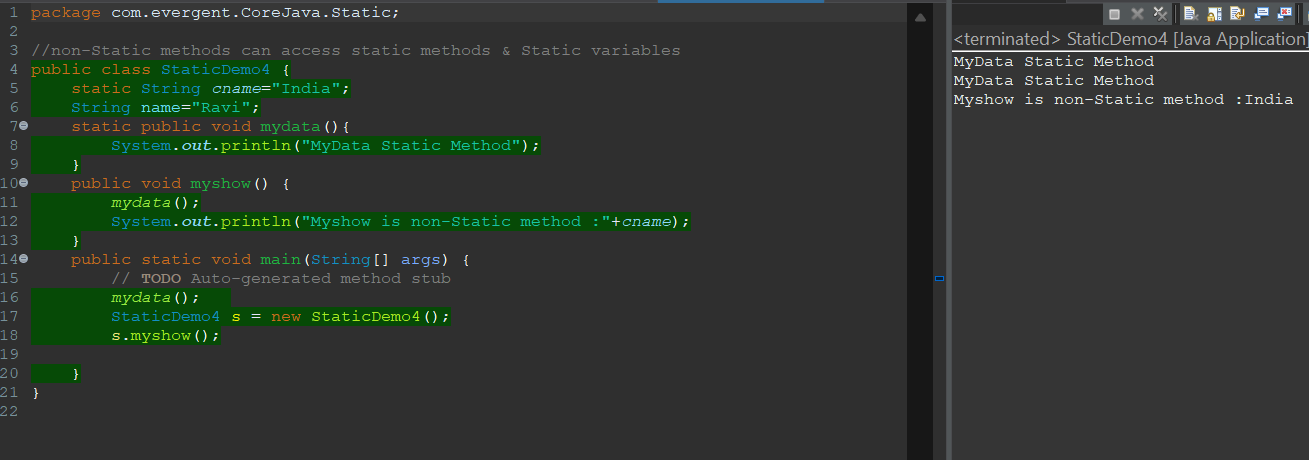 1 package com.evergent.CoreJava.Static;
2
3 //non-Static methods can access static methods & Static variables
4 public class StaticDemo4 {
5     static String cname="India";
6     String name="Ravi";
7     static public void mydata(){
8         System.out.println("MyData Static Method");
9     }
10     public void myshow() {
11         mydata();
12         System.out.println("Myshow is non-Static method :"+cname);
13     }
14     public static void main(String[] args) {
15         // TODO Auto-generated method stub
16         mydata();
17         StaticDemo4 s = new StaticDemo4();
18         s.myshow();
19
20     }
21 }
22
<terminated> StaticDemo4 [Java Application]
MyData Static Method
MyData Static Method
Myshow is non-Static method :India